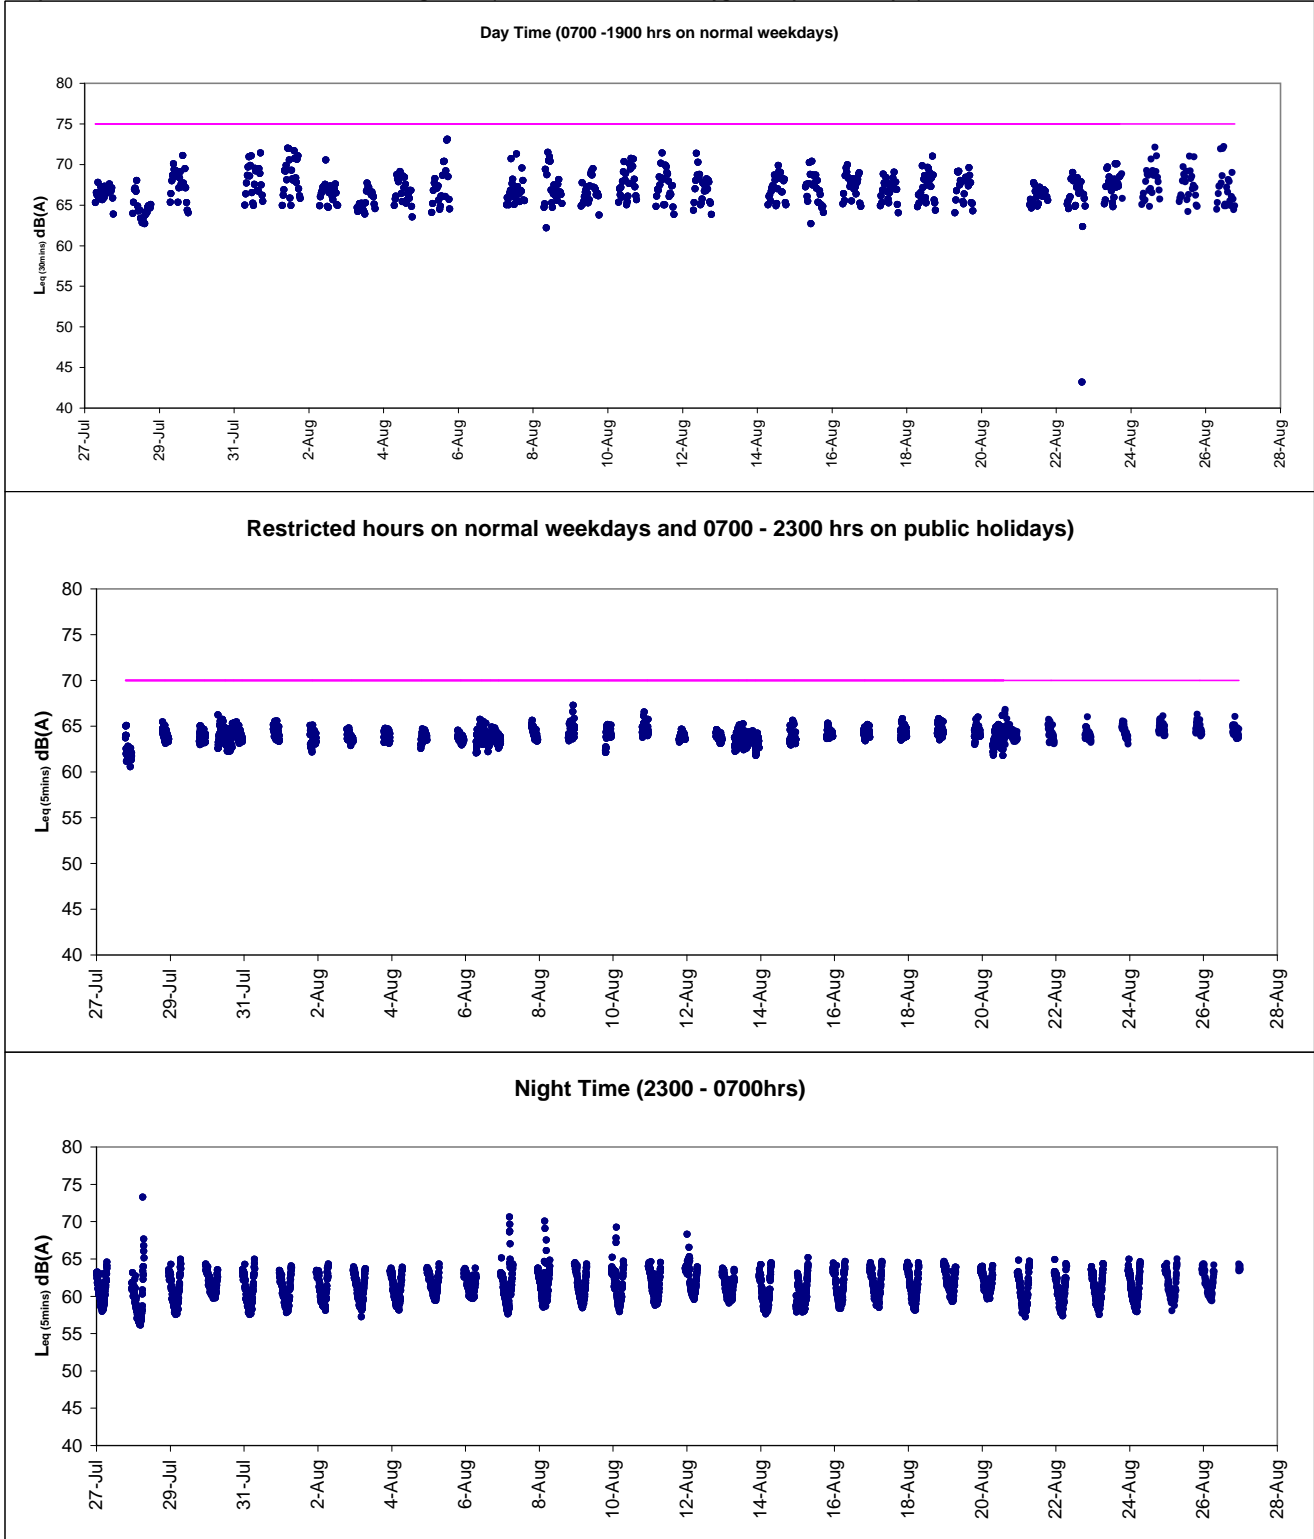 Day Time (0700 -1900 hrs on normal weekdays)
80
75
70
65
60
55
50
45
40
Leq (30mins) dB(A)
27-Jul
29-Jul
31-Jul
2-Aug
4-Aug
6-Aug
8-Aug
10-Aug
12-Aug
14-Aug
16-Aug
18-Aug
20-Aug
22-Aug
24-Aug
26-Aug
28-Aug
Restricted hours on normal weekdays and 0700 - 2300 hrs on public holidays)
80
75
70
65
60
55
50
45
40
Leq (5mins) dB(A)
27-Jul
29-Jul
31-Jul
2-Aug
4-Aug
6-Aug
8-Aug
10-Aug
12-Aug
14-Aug
16-Aug
18-Aug
20-Aug
22-Aug
24-Aug
26-Aug
28-Aug
Night Time (2300 - 0700hrs)
80
75
70
65
60
55
50
45
40
Leq (5mins) dB(A)
27-Jul
29-Jul
31-Jul
2-Aug
4-Aug
6-Aug
8-Aug
10-Aug
12-Aug
14-Aug
16-Aug
18-Aug
20-Aug
22-Aug
24-Aug
26-Aug
28-Aug